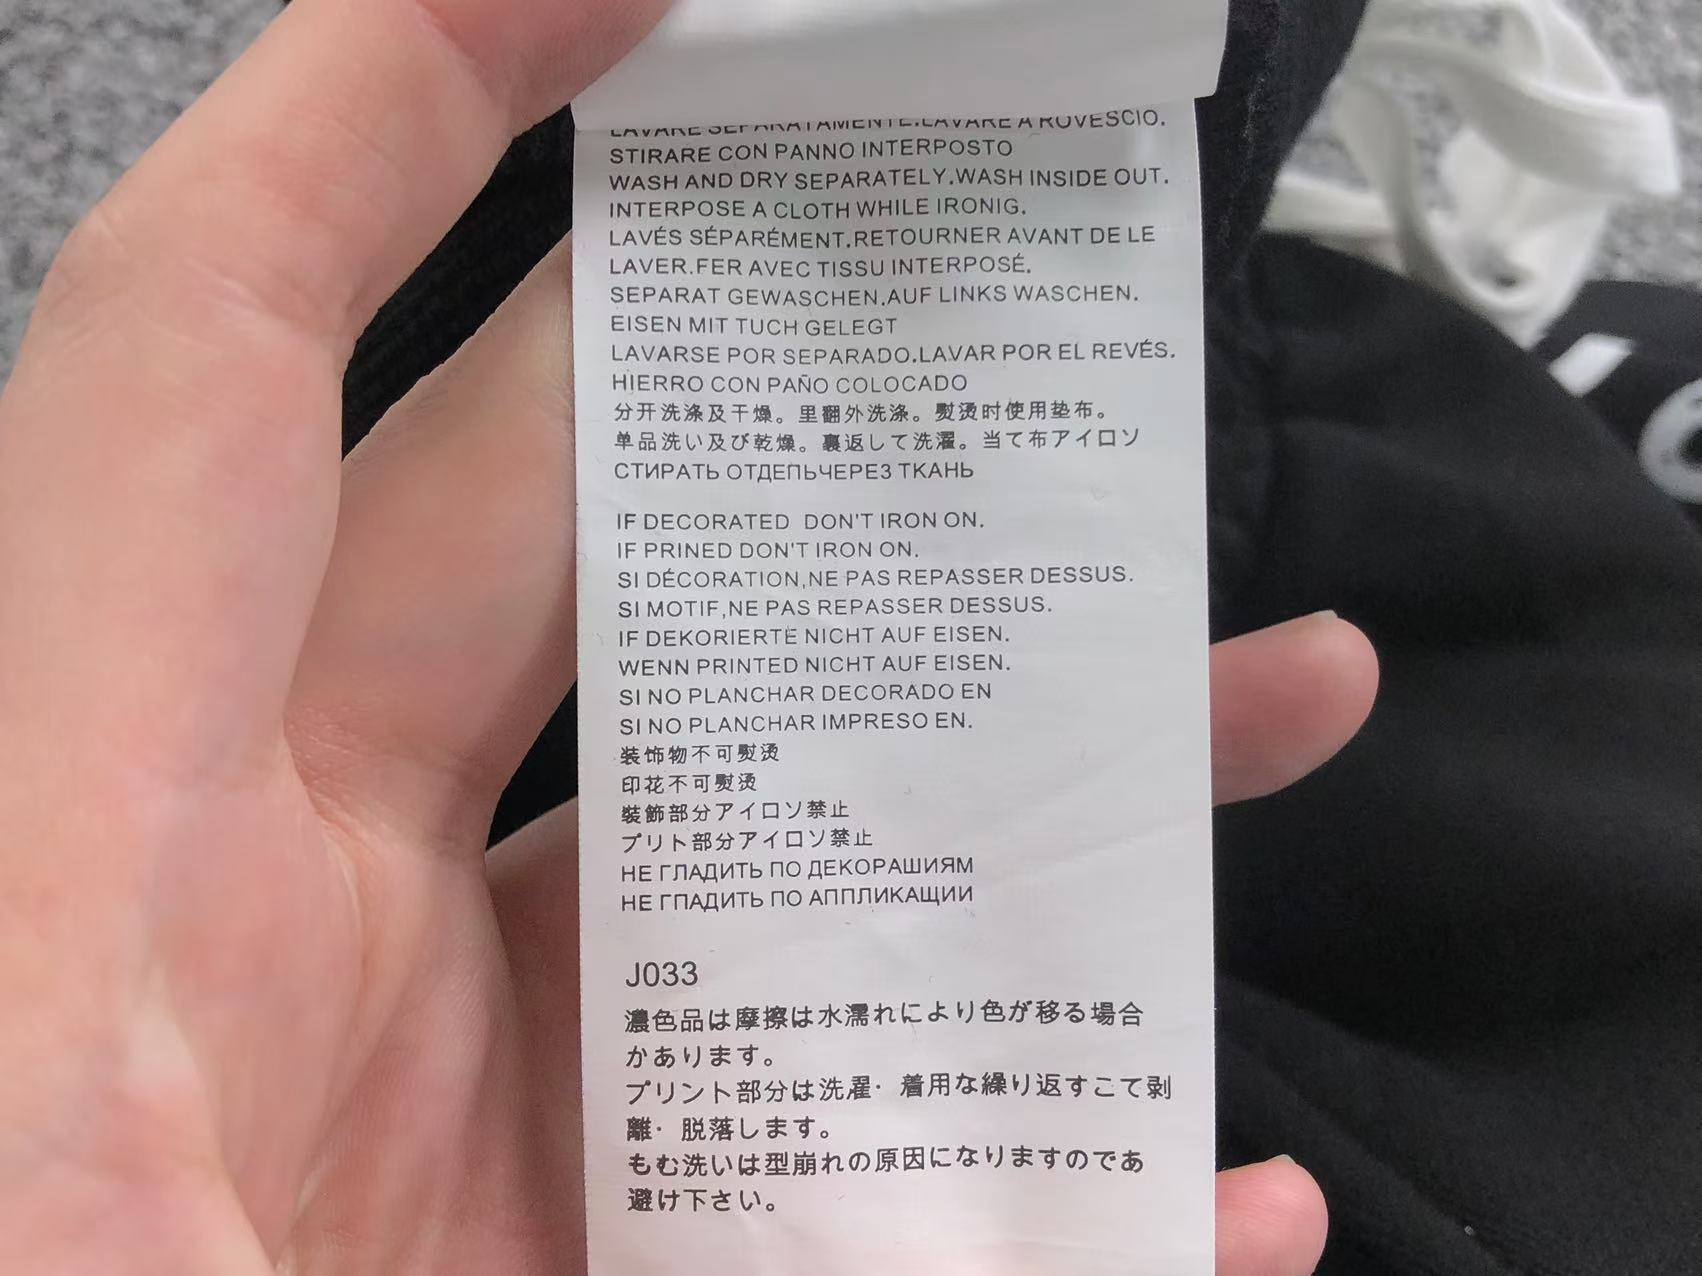 LAVARE SEPARATAMENTE.LAVARE A ROVESCIO.
STIRARE CON PANNO INTERPOSTO
WASH AND DRY SEPARATELY.WASH INSIDE OUT.
INTERPOSE A CLOTH WHILE IRONIG.
LAVÉS SÉPARÉMENT.RETOURNER AVANT DE LE
LAVER.FER AVEC TISSU INTERPOSÉ.
SEPARAT GEWASCHEN.AUF LINKS WASCHEN.
EISEN MIT TUCH GELEGT
LAVARSE POR SEPARADO.LAVAR POR EL REVÉS.
HIERRO CON PAÑO COLOCADO
分开洗涤及干燥。里翻外洗涤。熨烫时使用垫布。
单品洗い及び乾燥。裏返して洗濯。当て布アイロソ
СТИРАТЬ ОТДЕПЬЧЕРЕЗ ТКАНЬ
IF DECORATED DON'T IRON ON.
IF PRINED DON'T IRON ON.
SI DÉCORATION,NE PAS REPASSER DESSUS.
SI MOTIF,NE PAS REPASSER DESSUS.
IF DEKORIERTE NICHT AUF EISEN.
WENN PRINTED NICHT AUF EISEN.
SI NO PLANCHAR DECORADO EN
SI NO PLANCHAR IMPRESO EN.
装饰物不可熨烫
印花不可熨烫
裝飾部分アイロソ禁止
プリト部分アイロソ禁止
НЕ ГЛАДИТЬ ПО ДЕКОРАШИЯМ
НЕ ГПАДИТЬ ПО АППЛИКАЩИИ
J033
濃色品は摩擦は水濡れにより色が移る場合
かあります。
プリント部分は洗濯·着用な繰り返すこて剥
離·脱落します。
もむ洗いは型崩れの原因になりますのであ
避け下さい。